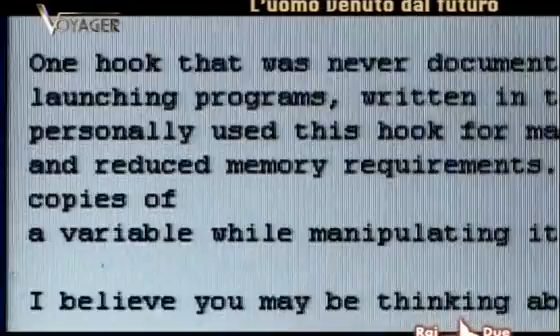 L'uomo venuto dal futuro
VOYAGER
One hook that was never document
launching programs, written in t
personally used this hook for ma
and reduced memory requirements.
copies of
a variable while manipulating it
I believe you may be thinking ab
Rai Due